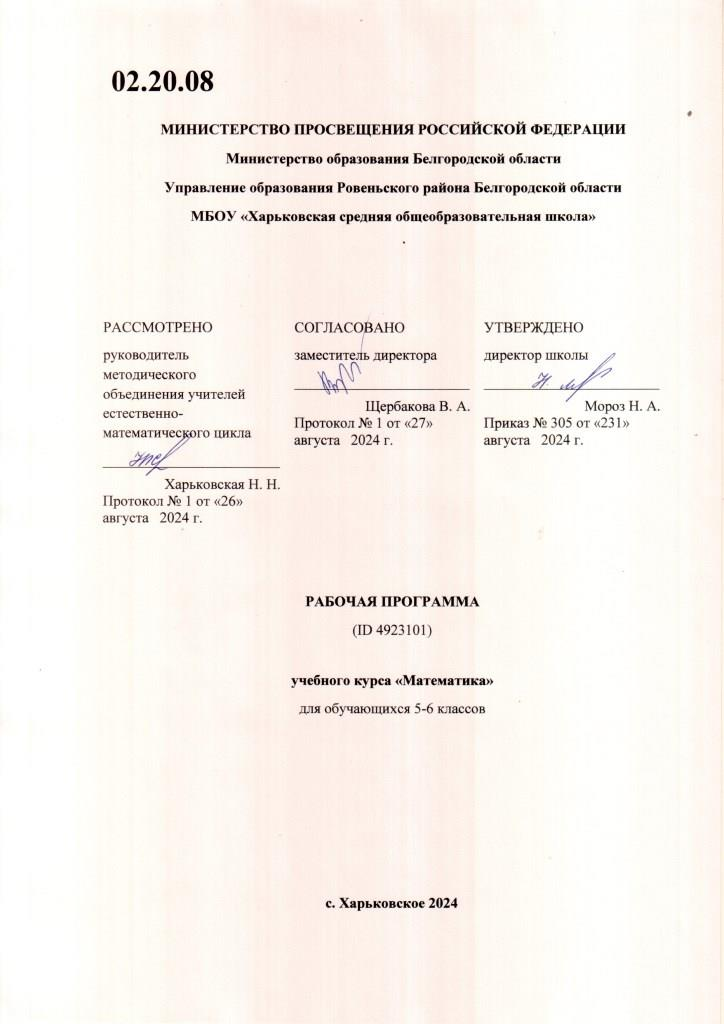 02.20.08
МИНИСТЕРСТВО ПРОСВЕЩЕНИЯ РОССИЙСКОЙ ФЕДЕРАЦИИ
Министерство образования Белгородской области
Управление образования Ровеньского района Белгородской области
МБОУ «Харьковская средняя общеобразовательная школа»
РАССМОТРЕНО
руководитель
методического
объединения учителей
естественно-
математического цикла
Харьковская Н. Н.
Протокол № 1 от «26»
августа 2024 г.
СОГЛАСОВАНО
заместитель директора
Щербакова В. А.
Протокол № 1 от «27»
августа 2024 г.
УТВЕРЖДЕНО
директор школы
Мороз Н. А.
Приказ № 305 от «231»
августа 2024 г.
РАБОЧАЯ ПРОГРАММА
(ID 4923101)
учебного курса «Математика»
для обучающихся 5-6 классов
с. Харьковское 2024